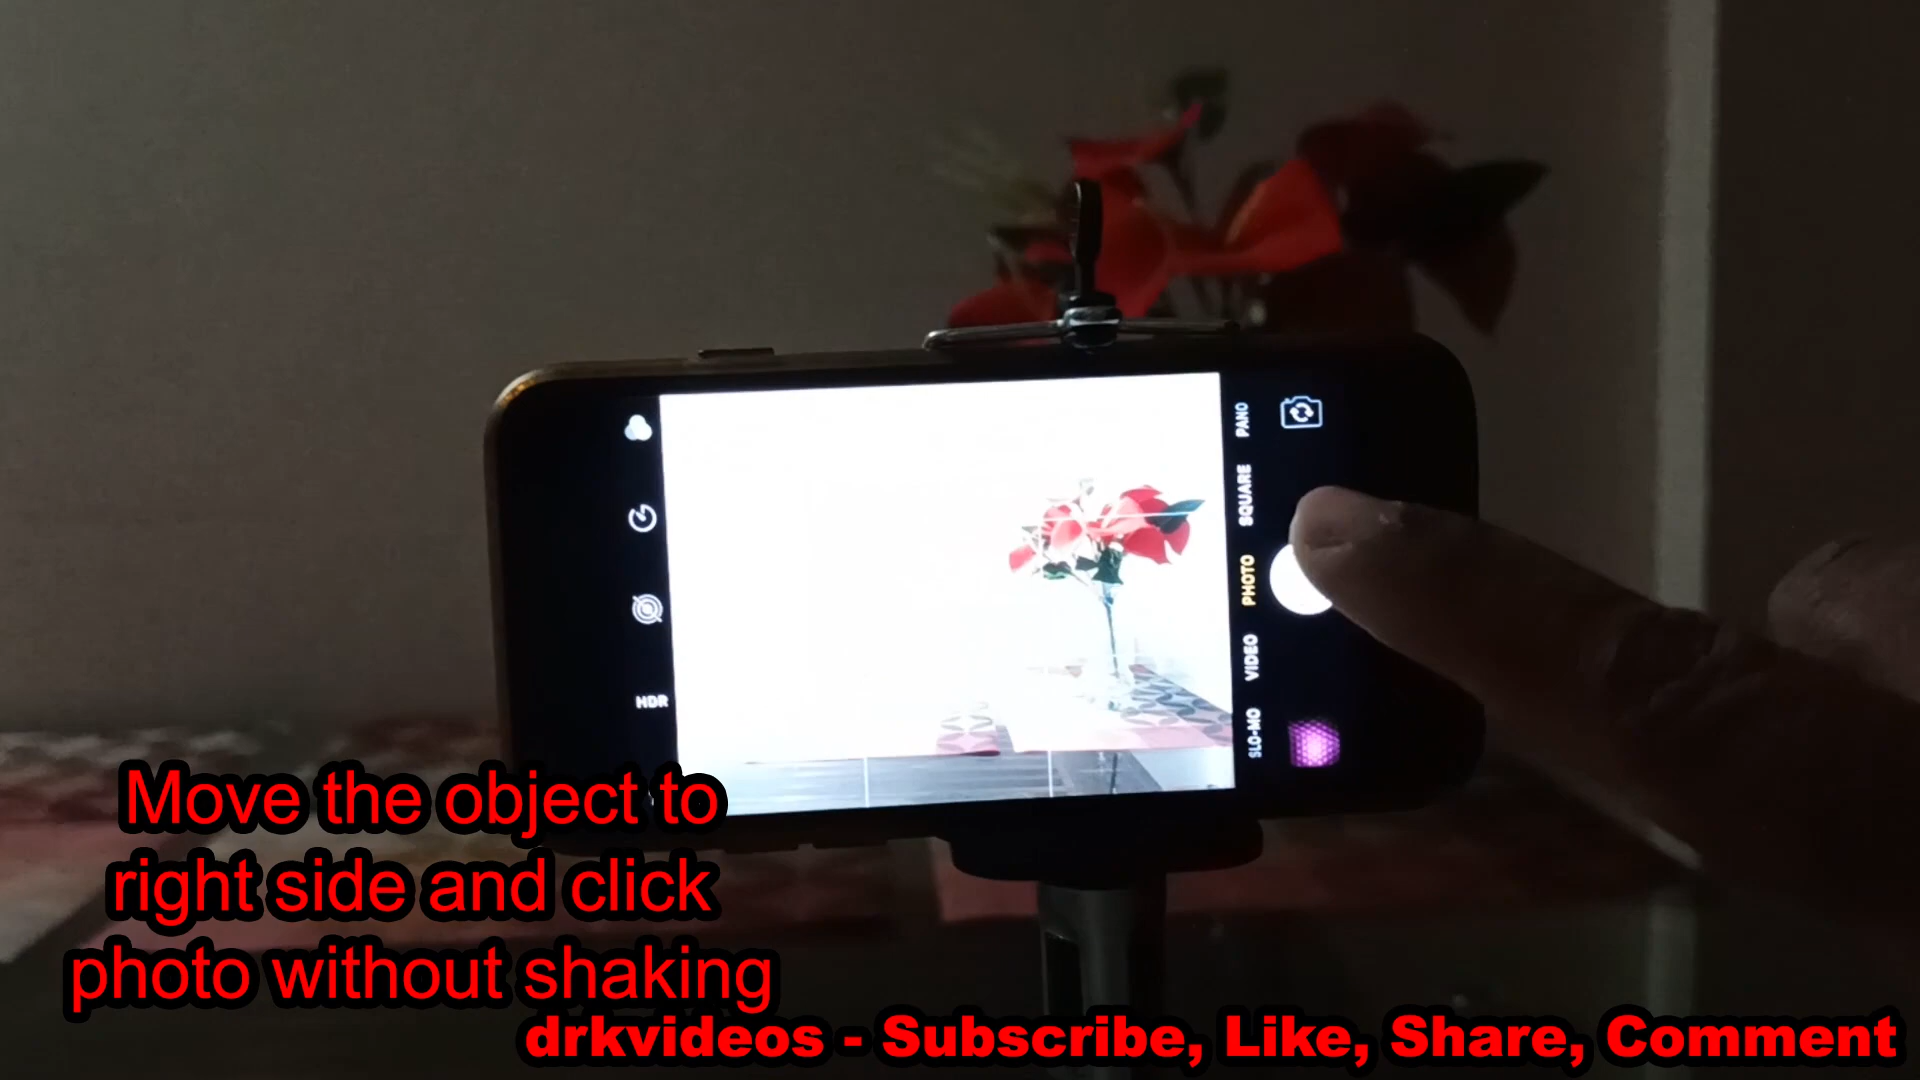 PANO
SQUARE
PHOTO
VIDEO
SLO-MO
HDR
Move the object to
right side and click
photo without shaking
drkvideos - Subscribe, Like, Share, Comment